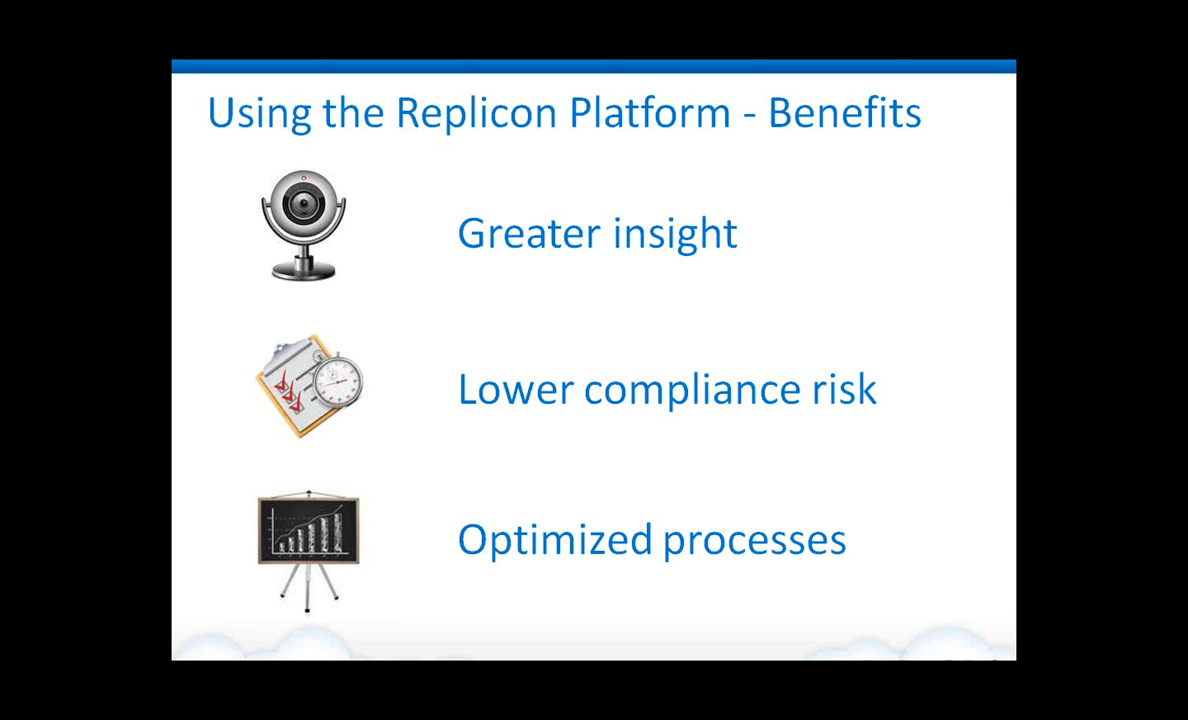 Using the Replicon Platform - Benefits
Greater insight
Lower compliance risk
Optimized processes